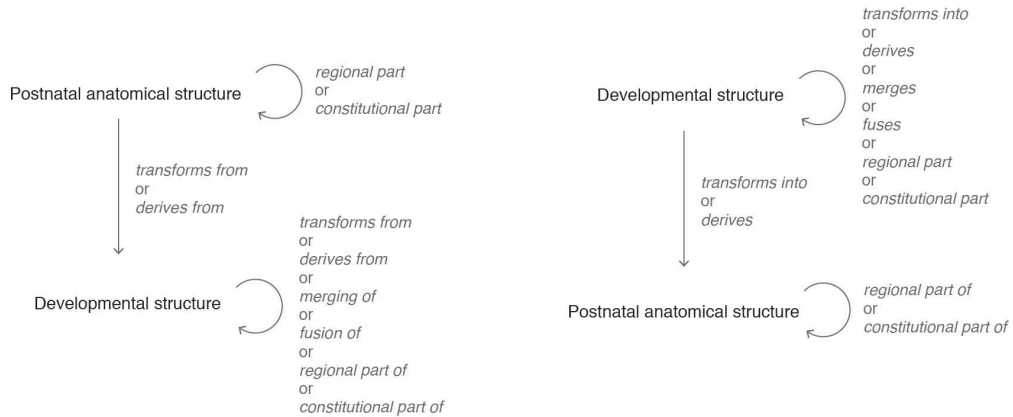 Postnatal anatomical structure
regional part
or
constitutional part
transforms from
or
derives from
Developmental structure
transforms from
or
derives from
or
merging of
or
fusion of
or
regional part of
or
constitutional part of
Developmental structure
transforms into
or
derives
or
merges
or
fuses
or
regional part
or
constitutional part
transforms into
or
derives
Postnatal anatomical structure
regional part of
or
constitutional part of